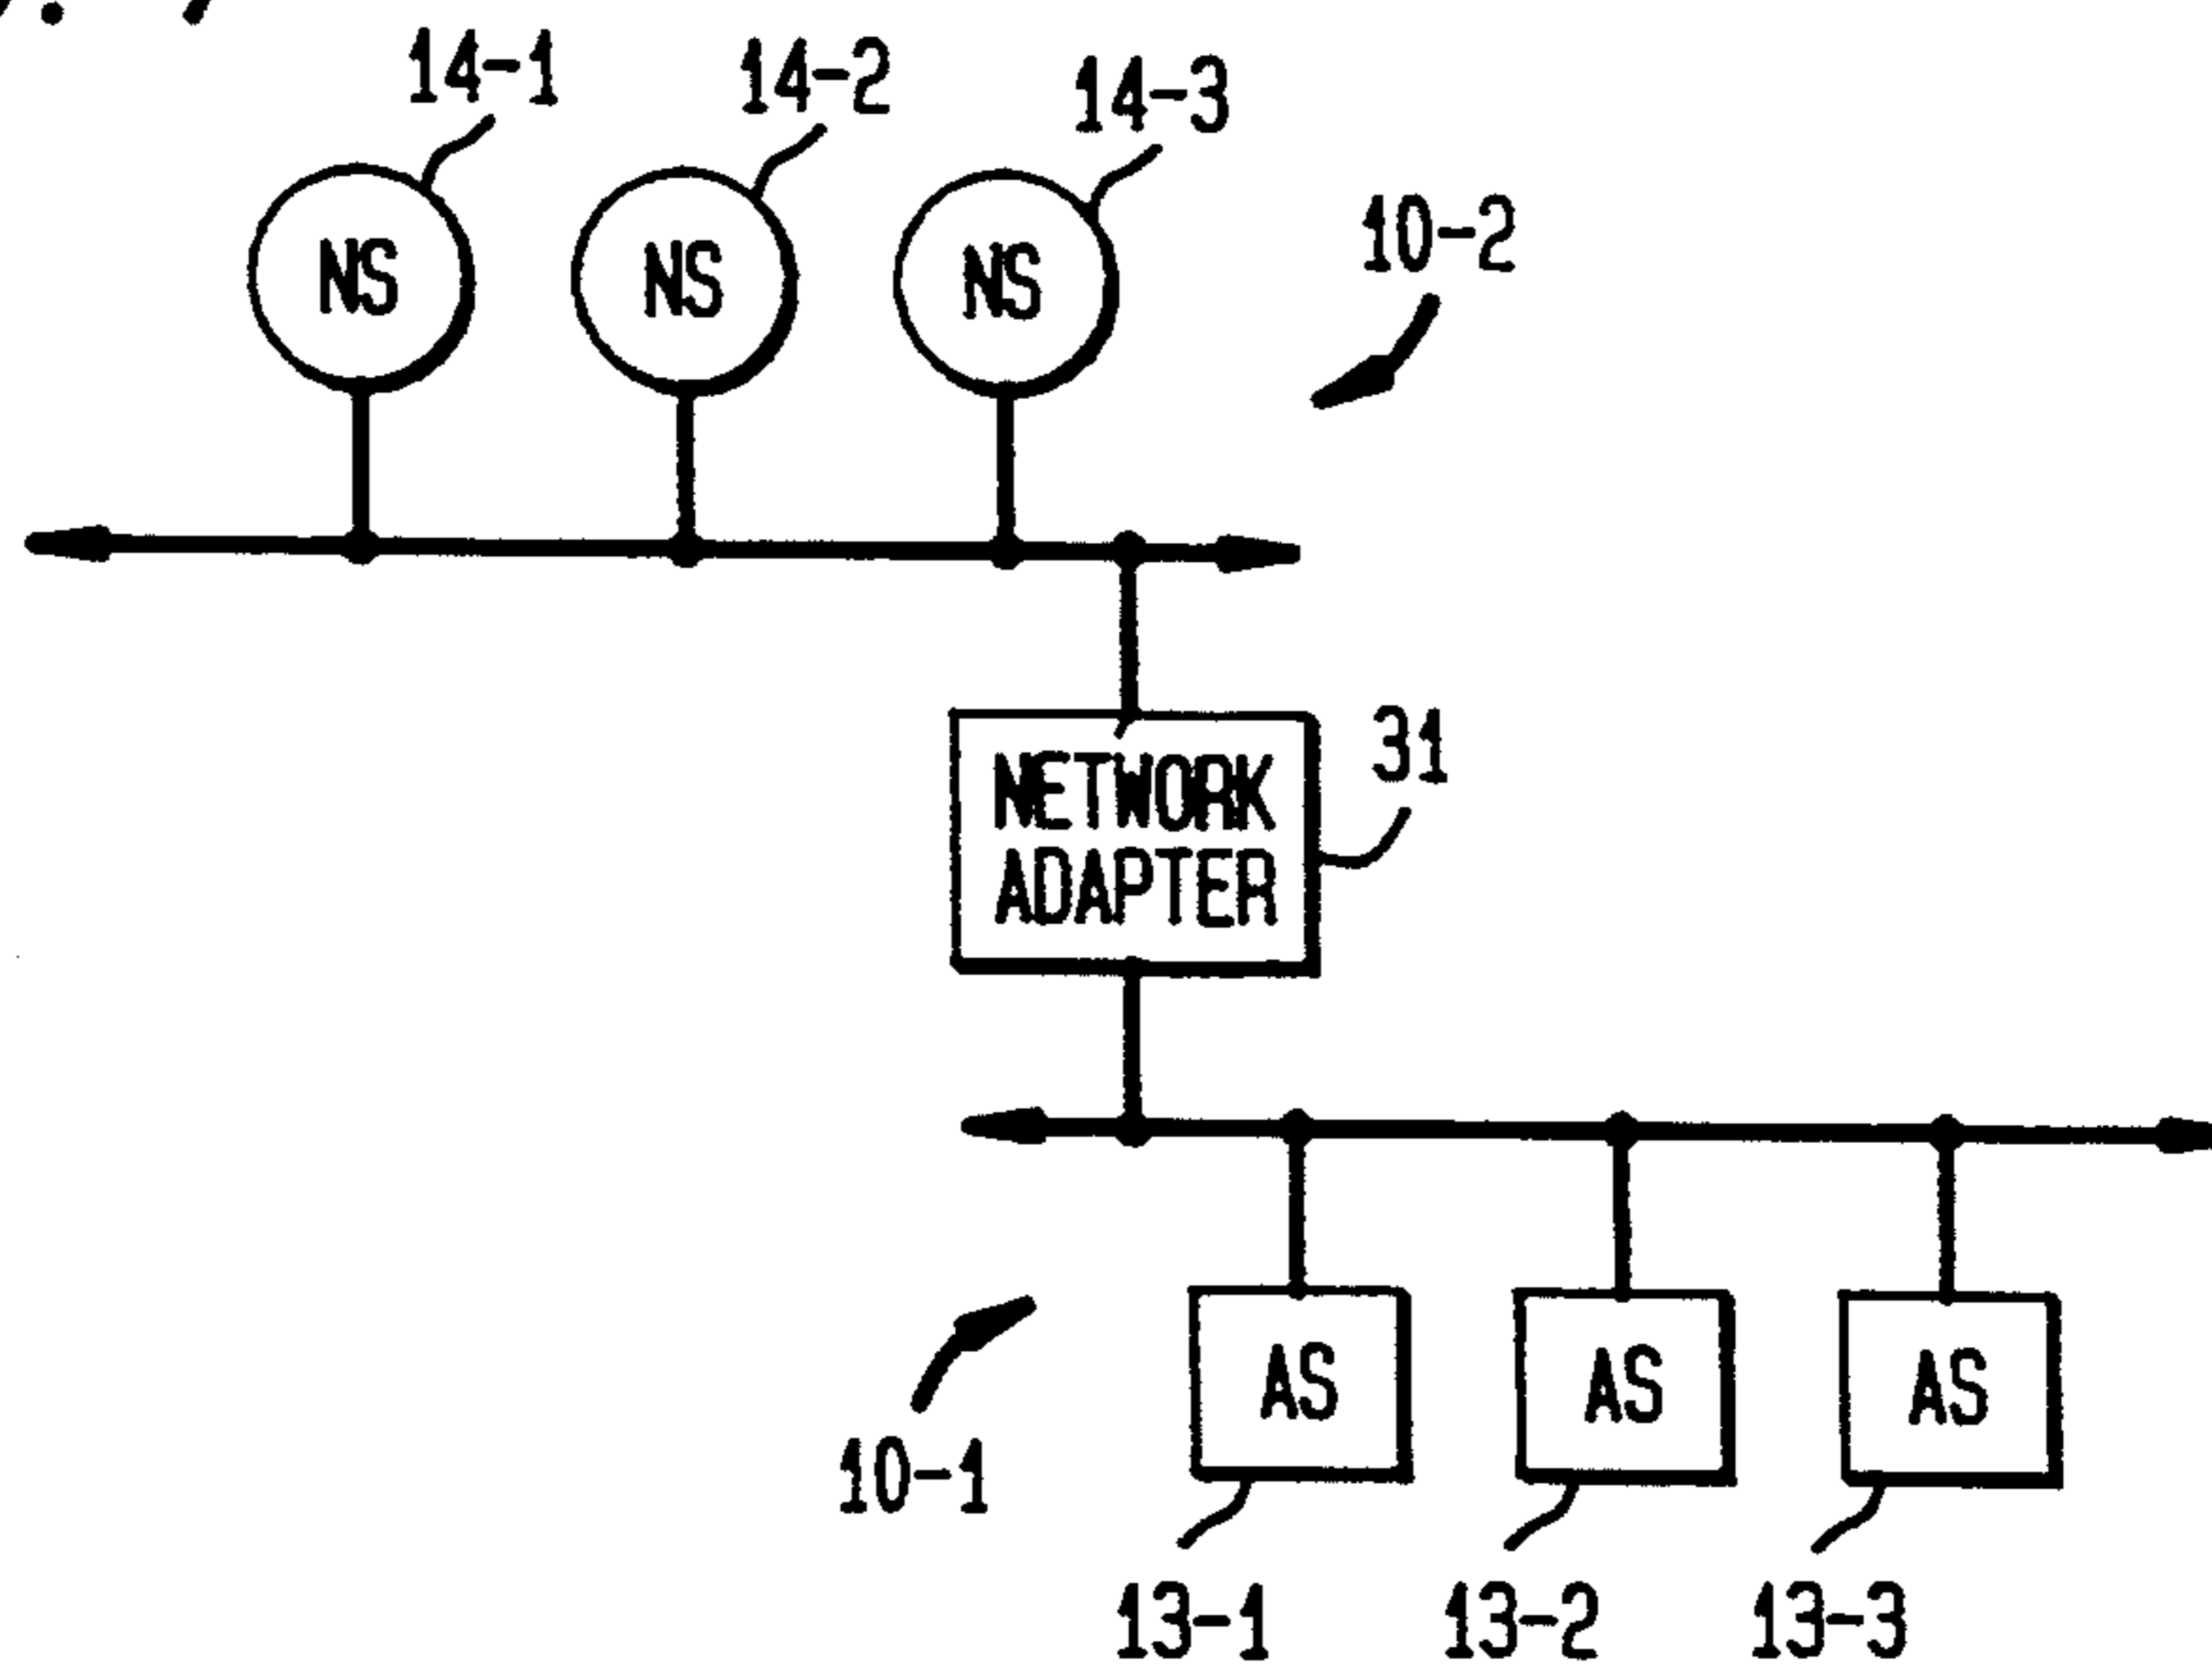 14-1
14-2
14-3
NS
NS
NS
10-2
31
NETWORK
ADAPTER
AS
AS
AS
10-1
13-1
13-2
13-3